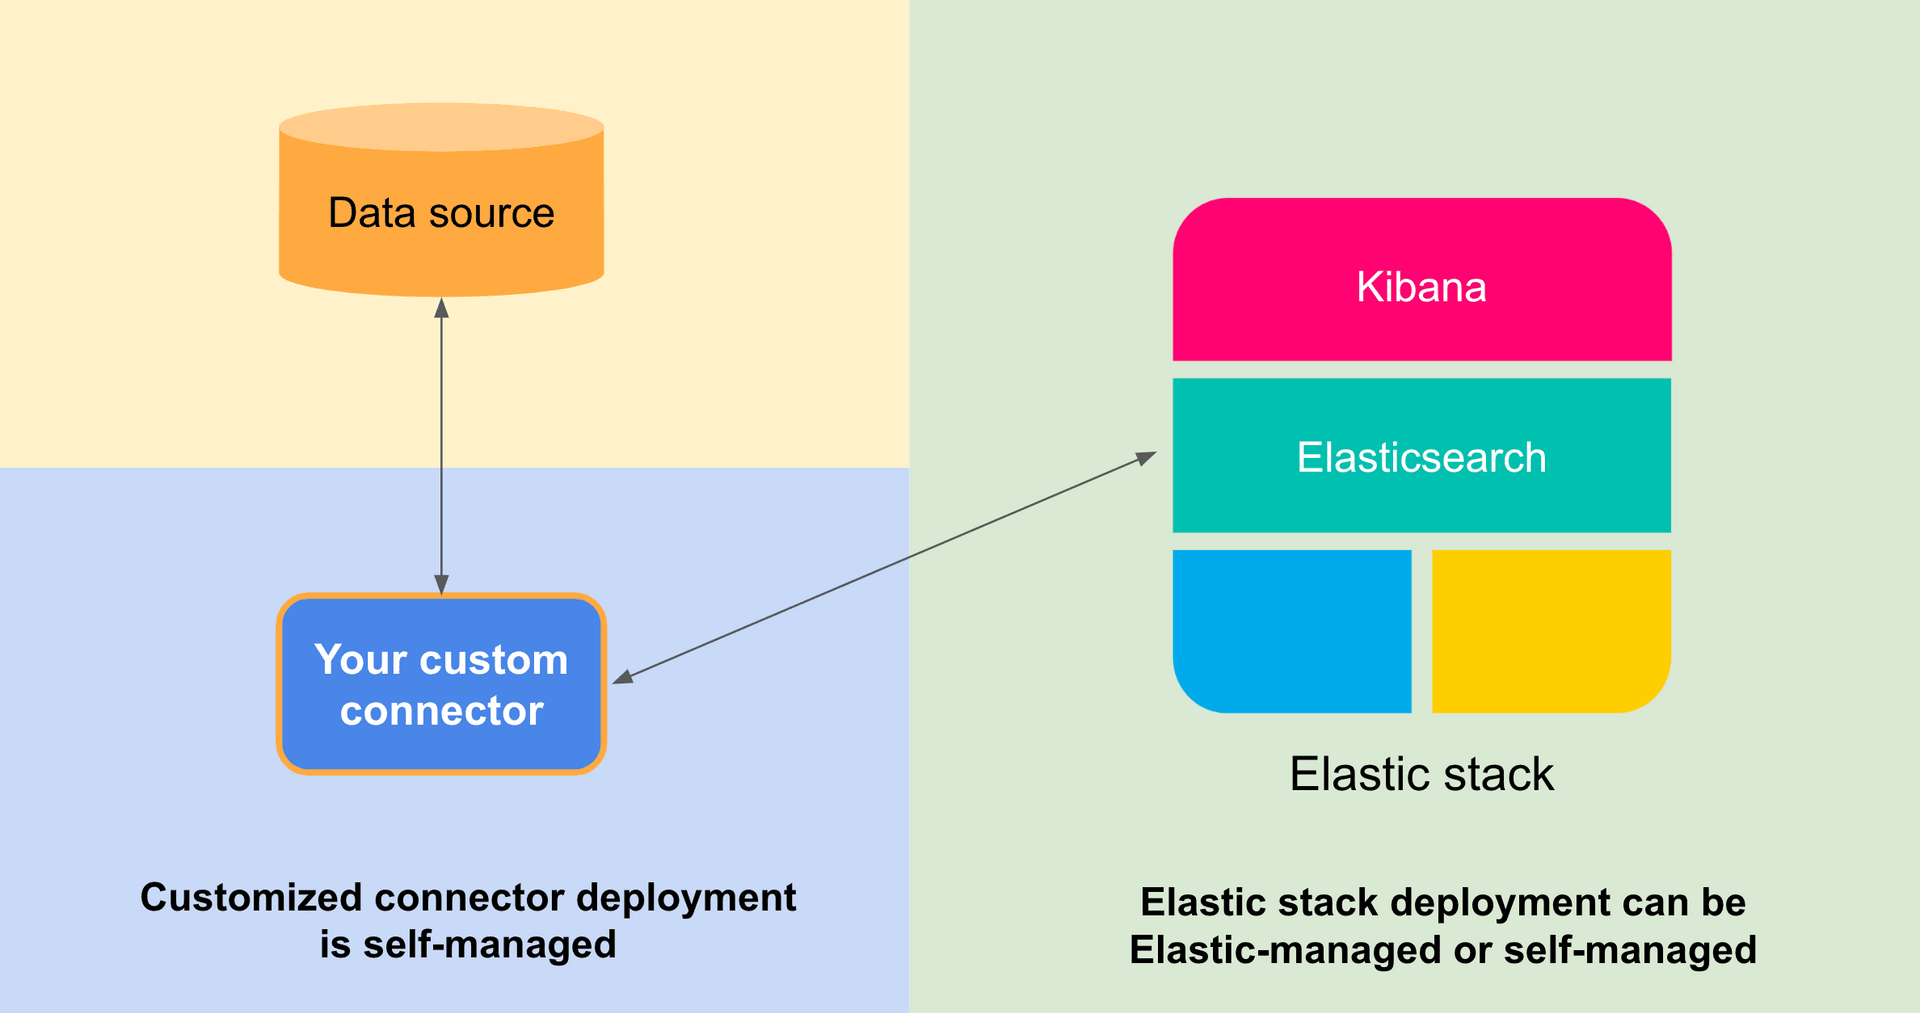 Data source
Your custom
connector
Customized connector deployment
is self-managed
Kibana
Elasticsearch
Elastic stack
Elastic stack deployment can be
Elastic-managed or self-managed